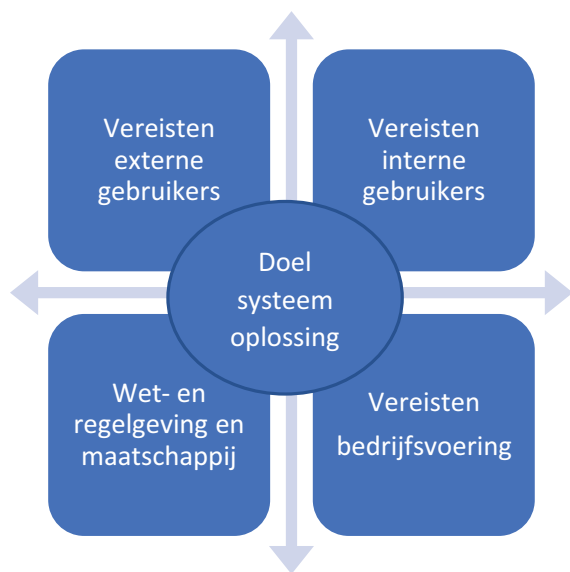 Vereisten
externe
gebruikers
Vereisten
interne
gebruikers
Doel
systeem
oplossing
Wet- en
regelgeving en
maatschappij
Vereisten
bedrijfsvoering